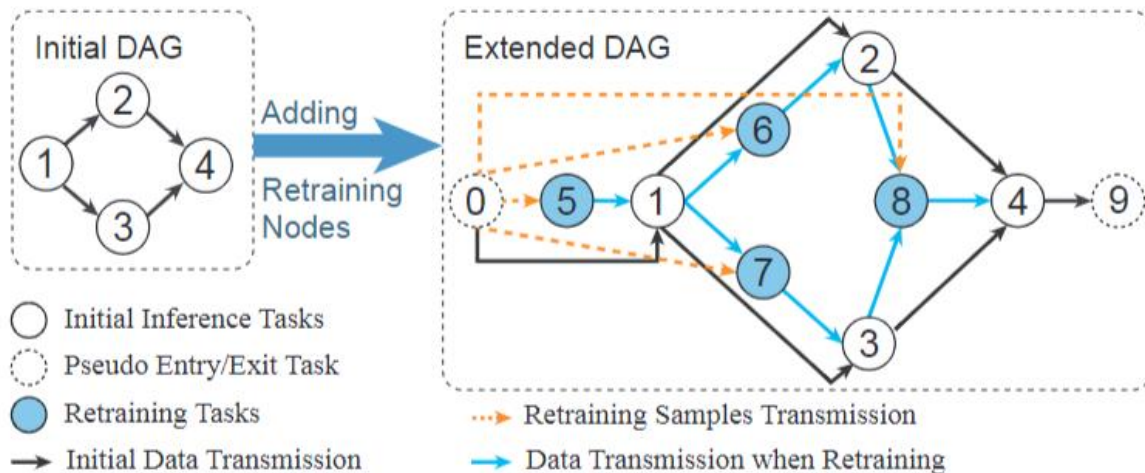 Initial DAG
1
2
3
4
Adding
Retraining
Nodes
Extended DAG
0
5
1
6
7
2
8
3
4
9
Initial Inference Tasks
Pseudo Entry/Exit Task
Retraining Tasks
Initial Data Transmission
Retraining Samples Transmission
Data Transmission when Retraining